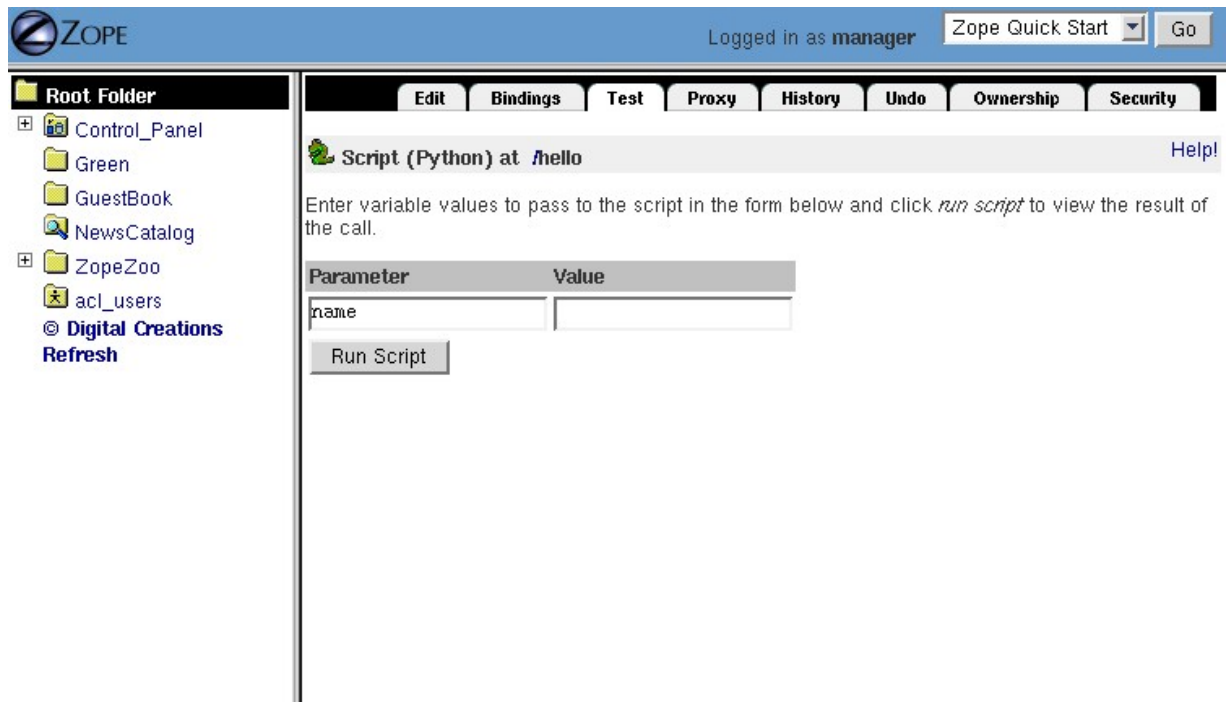 ZOPE
Logged in as manager
Zope Quick Start
Go
Root Folder
Control_Panel
Green
GuestBook
NewsCatalog
ZopeZoo
acl_users
© Digital Creations
Refresh
Edit Bindings Test Proxy History Undo Ownership Security
Script (Python) at /hello
Help!
Enter variable values to pass to the script in the form below and click run script to view the result of
the call.
Parameter Value
name
Run Script